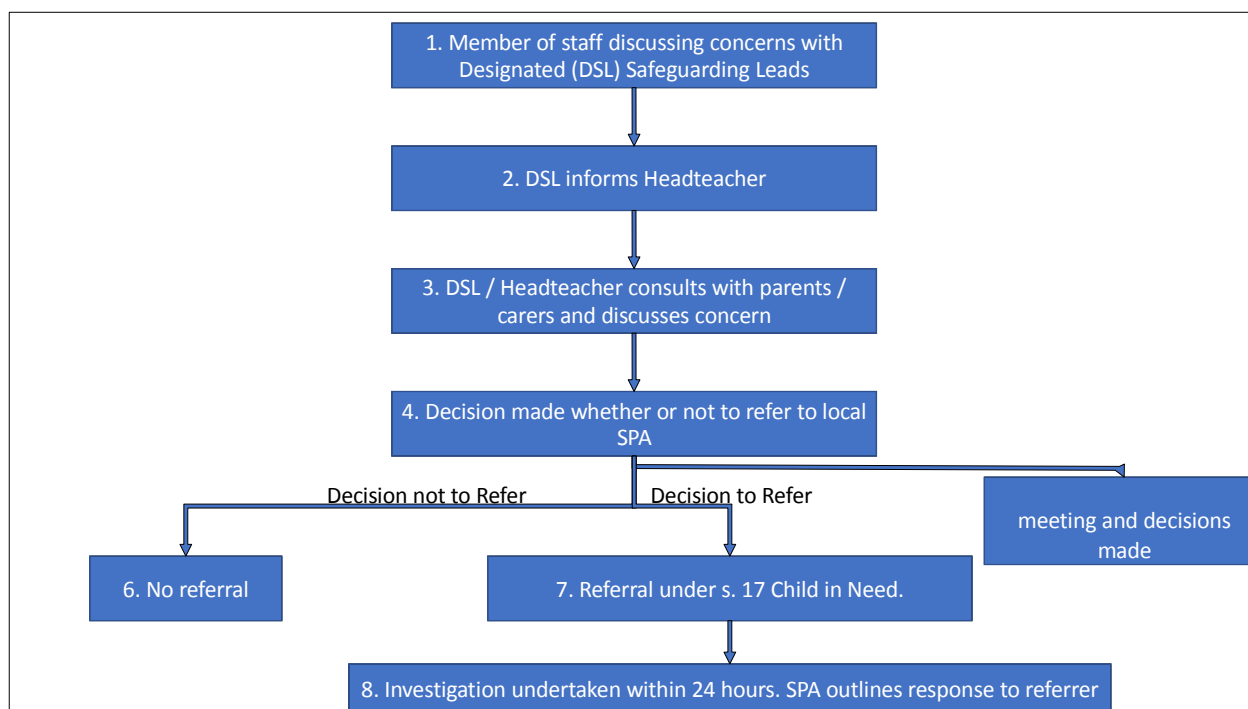 1. Member of staff discussing concerns with
Designated (DSL) Safeguarding Leads
2. DSL informs Headteacher
3. DSL / Headteacher consults with parents /
carers and discusses concern
4. Decision made whether or not to refer to local
SPA
Decision not to Refer
Decision to Refer
meeting and decisions
made
6. No referral
7. Referral under s. 17 Child in Need.
8. Investigation undertaken within 24 hours. SPA outlines response to referrer